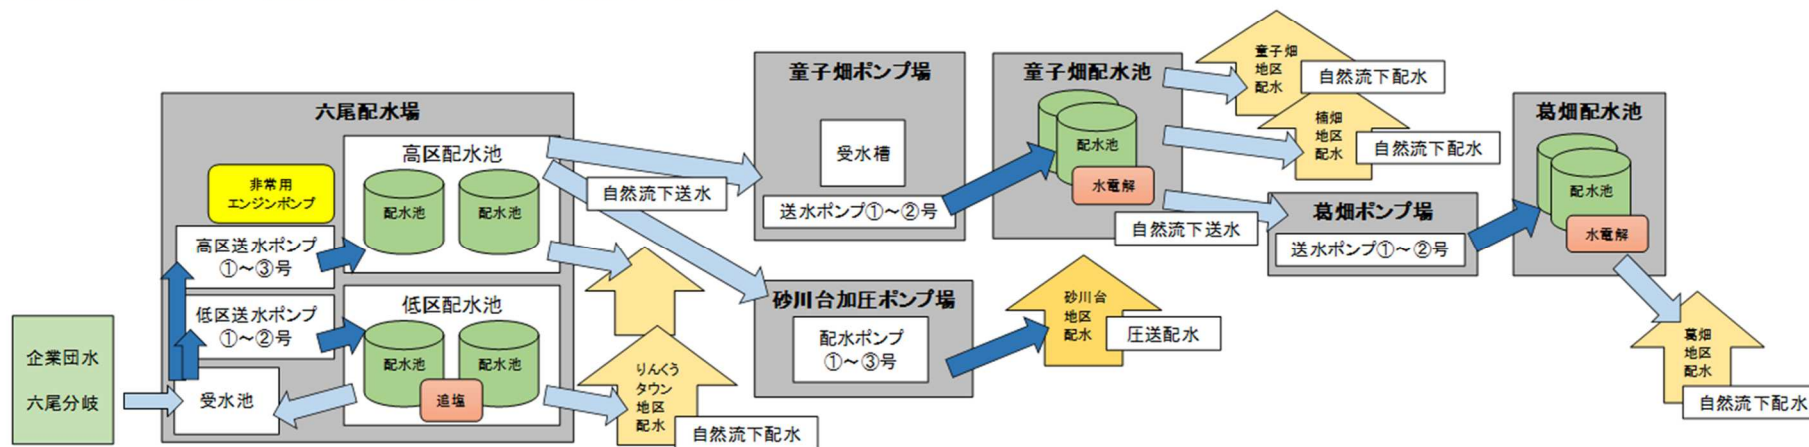 企業団水
六尾分岐
六尾配水場
非常用
エンジンポンプ
高区送水ポンプ
①～③号
低区送水ポンプ
①～②号
受水池
高区配水池
配水池
配水池
低区配水池
配水池
配水池
追塩
自然流下送水
りんくう
タウン
地区
配水
自然流下配水
童子畑ポンプ場
受水槽
送水ポンプ①～②号
砂川台加圧ポンプ場
配水ポンプ
①～③号
砂川台
地区
配水
圧送配水
童子畑配水池
配水池
水電解
童子畑
地区
配水
自然流下配水
楠畑
地区
配水
自然流下配水
自然流下送水
葛畑ポンプ場
送水ポンプ①～②号
葛畑配水池
配水池
水電解
葛畑
地区
配水
自然流下配水